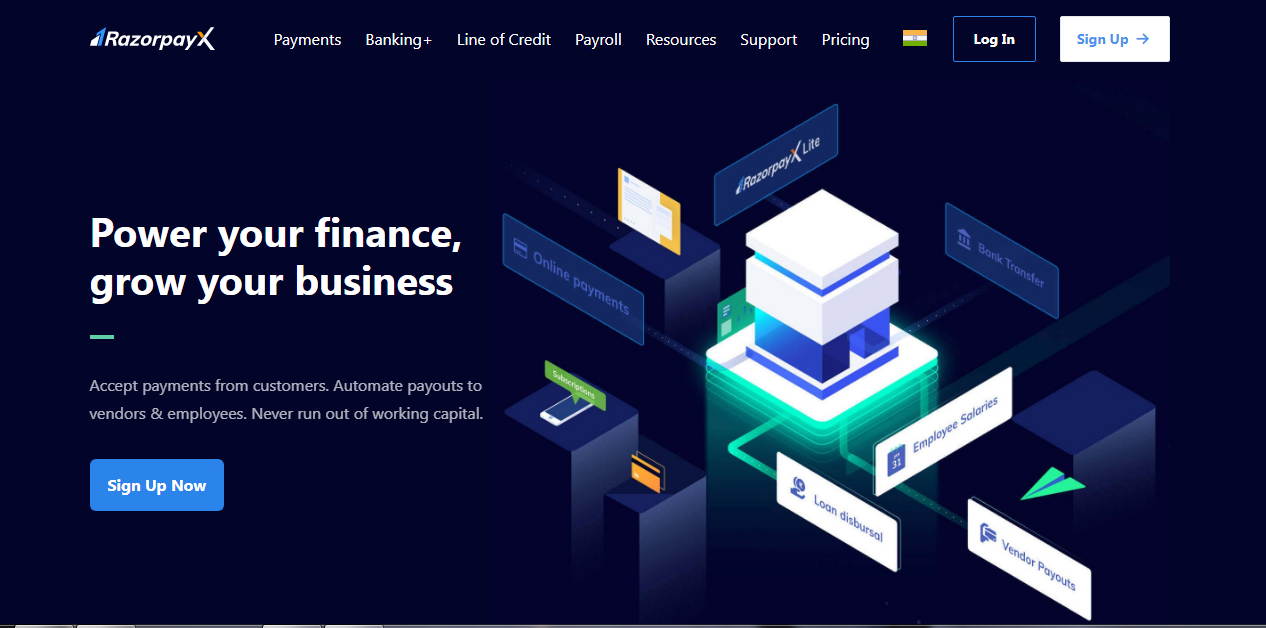 RazorpayX
Payments Banking+ Line of Credit Payroll Resources Support Pricing
Log In
Sign Up →
Power your finance,
grow your business
Accept payments from customers. Automate payouts to
vendors & employees. Never run out of working capital.
Sign Up Now
RazorpayX Lite
Online payments
Bank Transfer
Subscriptions
31
Employee Salaries
Loan disbursal
Vendor Payouts